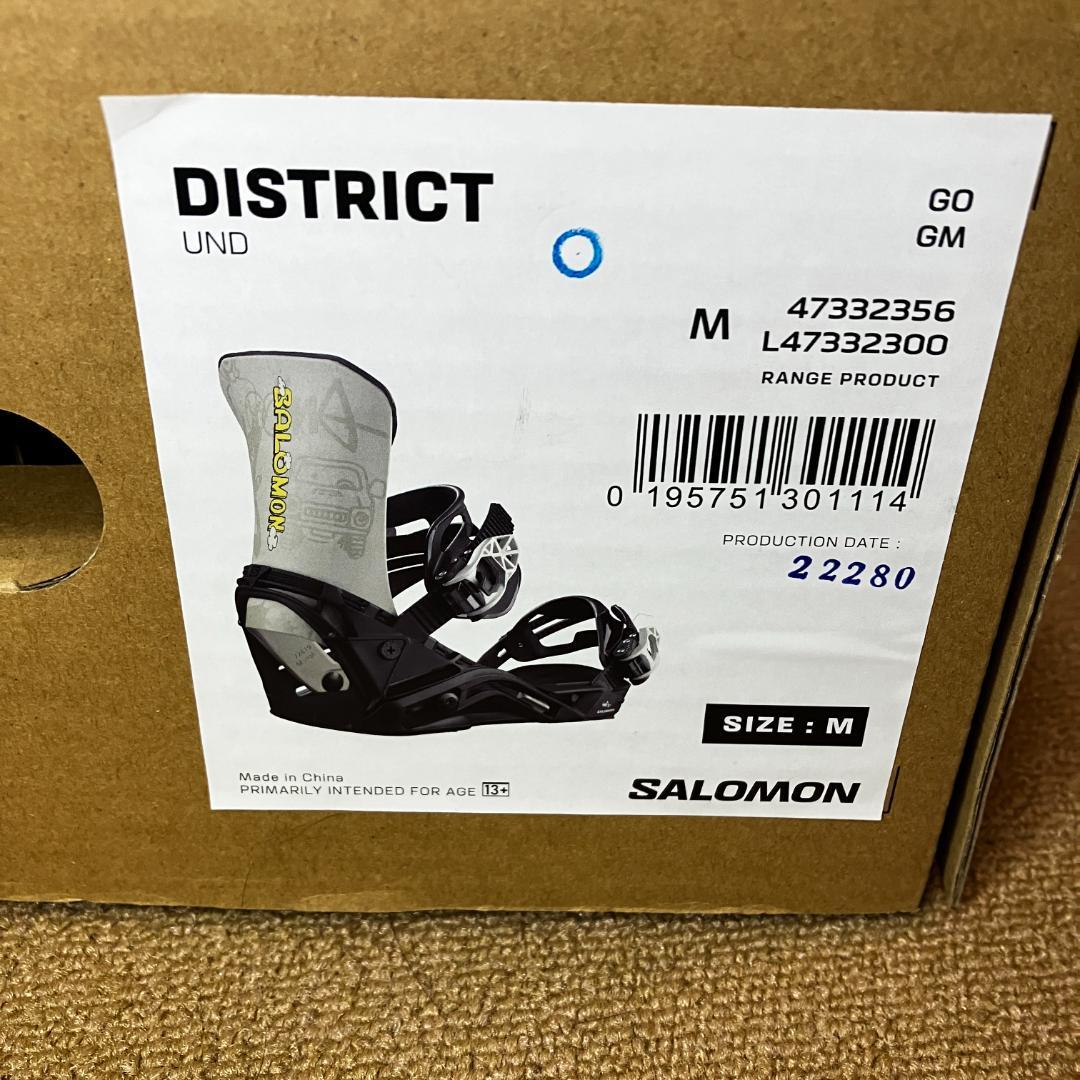 DISTRICT
UND
GO
GM
M
47332356
L47332300
RANGE PRODUCT
0 195751 301114
PRODUCTION DATE :
22280
SALOMON
SIZE : M
Made in China
PRIMARILY INTENDED FOR AGE 13+
SALOMON